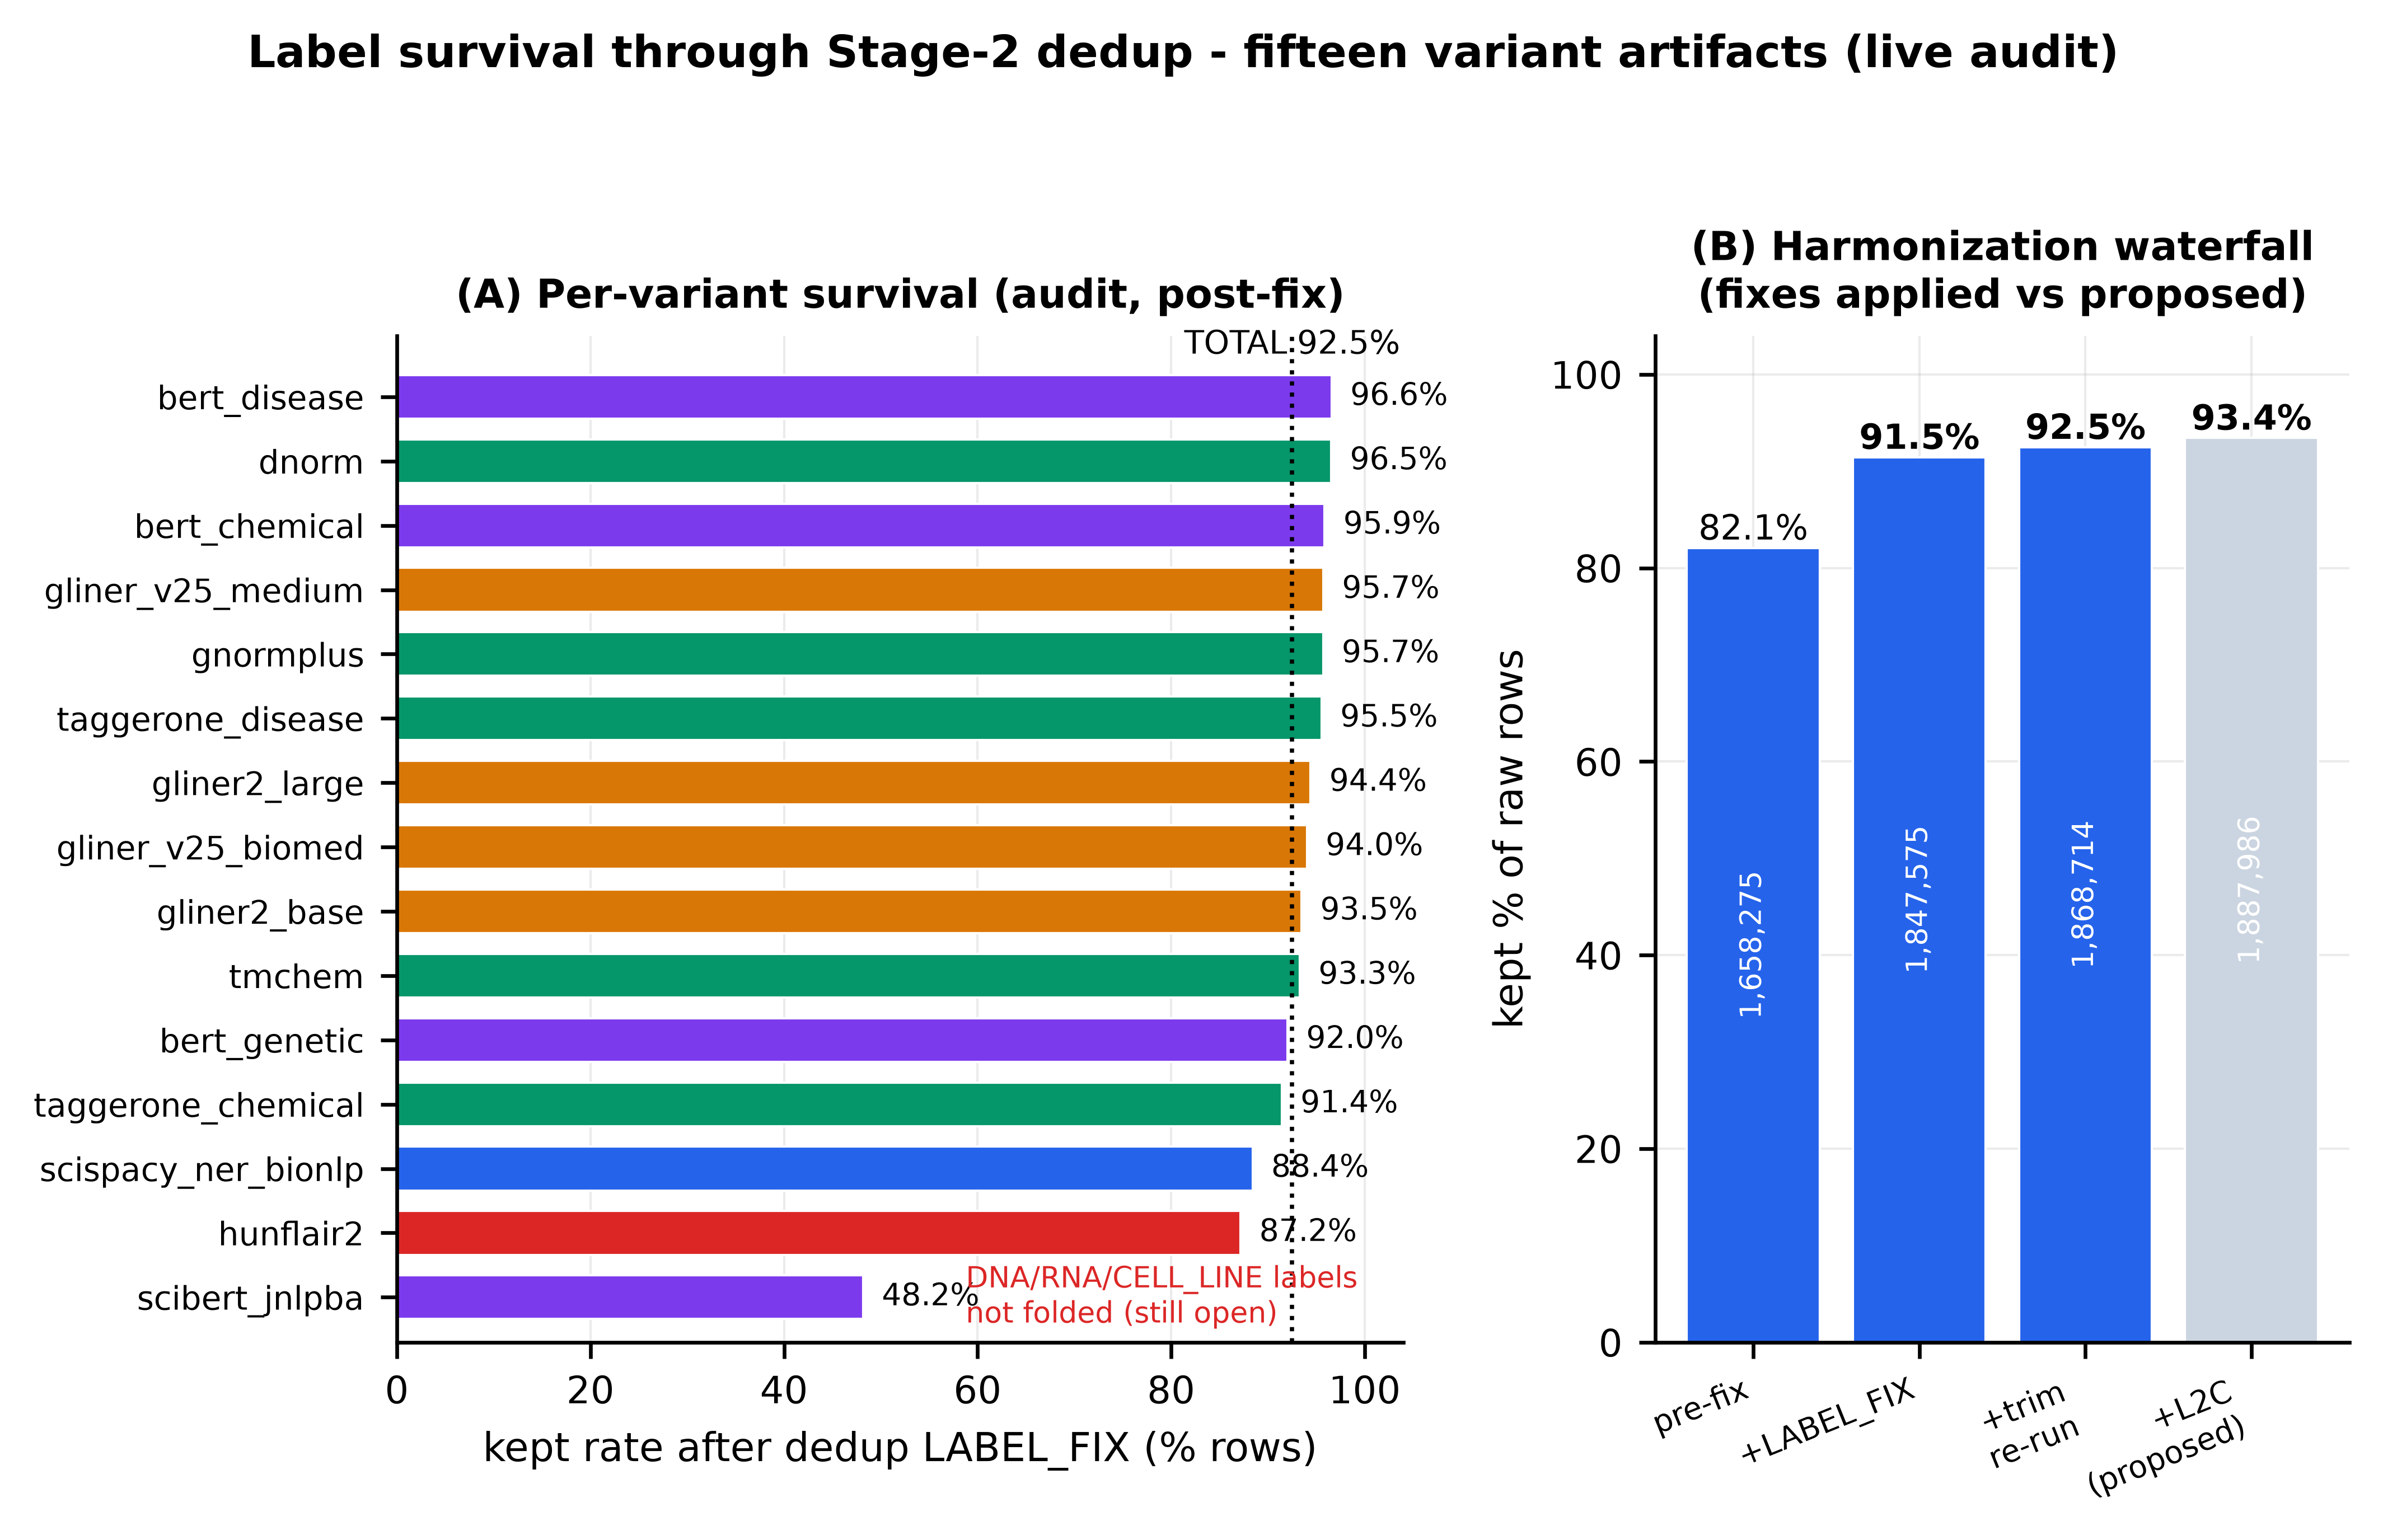 Label survival through Stage-2 dedup - fifteen variant artifacts (live audit)
(A) Per-variant survival (audit, post-fix)
TOTAL 92.5%
bert_disease
96.6%
dnorm
96.5%
bert_chemical
95.9%
gliner_v25_medium
95.7%
gnormplus
95.7%
taggerone_disease
95.5%
gliner2_large
94.4%
gliner_v25_biomed
94.0%
gliner2_base
93.5%
tmchem
93.3%
bert_genetic
92.0%
taggerone_chemical
91.4%
scispacy_ner_bionlp
88.4%
hunflair2
87.2%
scibert_jnlpba
48.2%
DNA/RNA/CELL_LINE labels
not folded (still open)
0 20 40 60 80 100
kept rate after dedup LABEL_FIX (% rows)
(B) Harmonization waterfall
(fixes applied vs proposed)
kept % of raw rows
100
80
60
40
20
0
82.1%
91.5%
92.5%
93.4%
1,658,275
1,847,575
1,868,714
1,887,986
pre-fix
+LABEL_FIX
+trim
re-run
+L2C
(proposed)